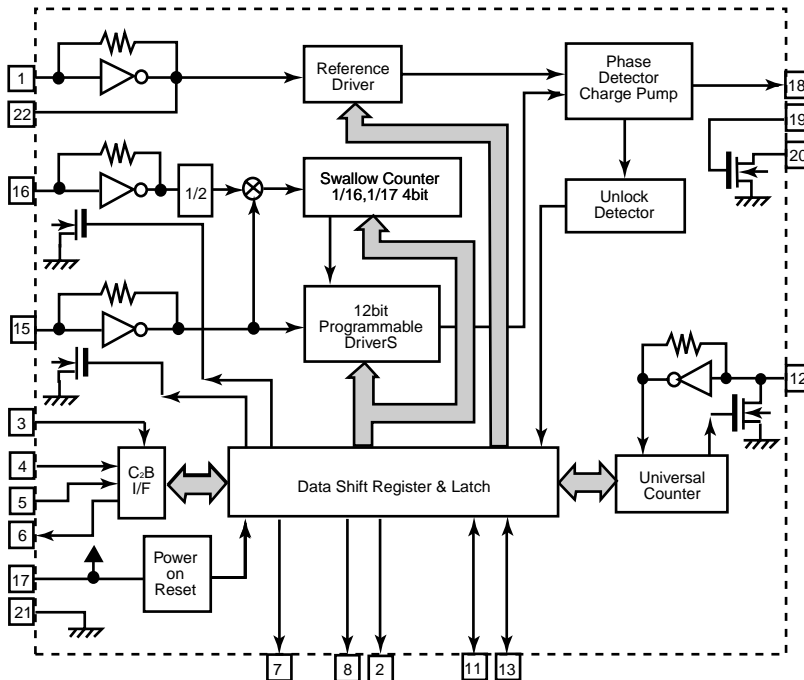 1
Reference
Driver
Phase
Detector
Charge Pump
18
22
19
20
16
1/2
Swallow Counter
1/16,1/17 4bit
Unlock
Detector
15
12bit
Programmable
DriverS
12
3
4
C2B
I/F
5
6
Data Shift Register & Latch
Universal
Counter
17
Power
on
Reset
21
7
8
2
11
13